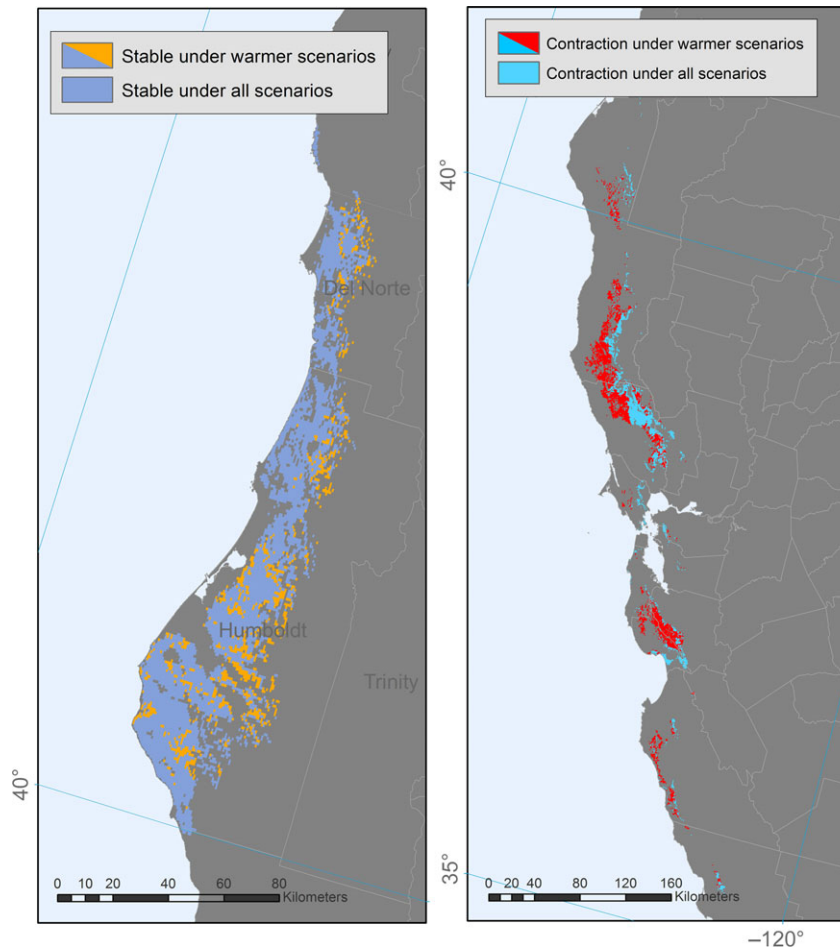 Stable under warmer scenarios
Stable under all scenarios
Del Norte
Humboldt
Trinity
40°
0 10 20 40 60 80
Kilometers
Contraction under warmer scenarios
Contraction under all scenarios
40°
35°
0 20 40 80 120 160
Kilometers
–120°